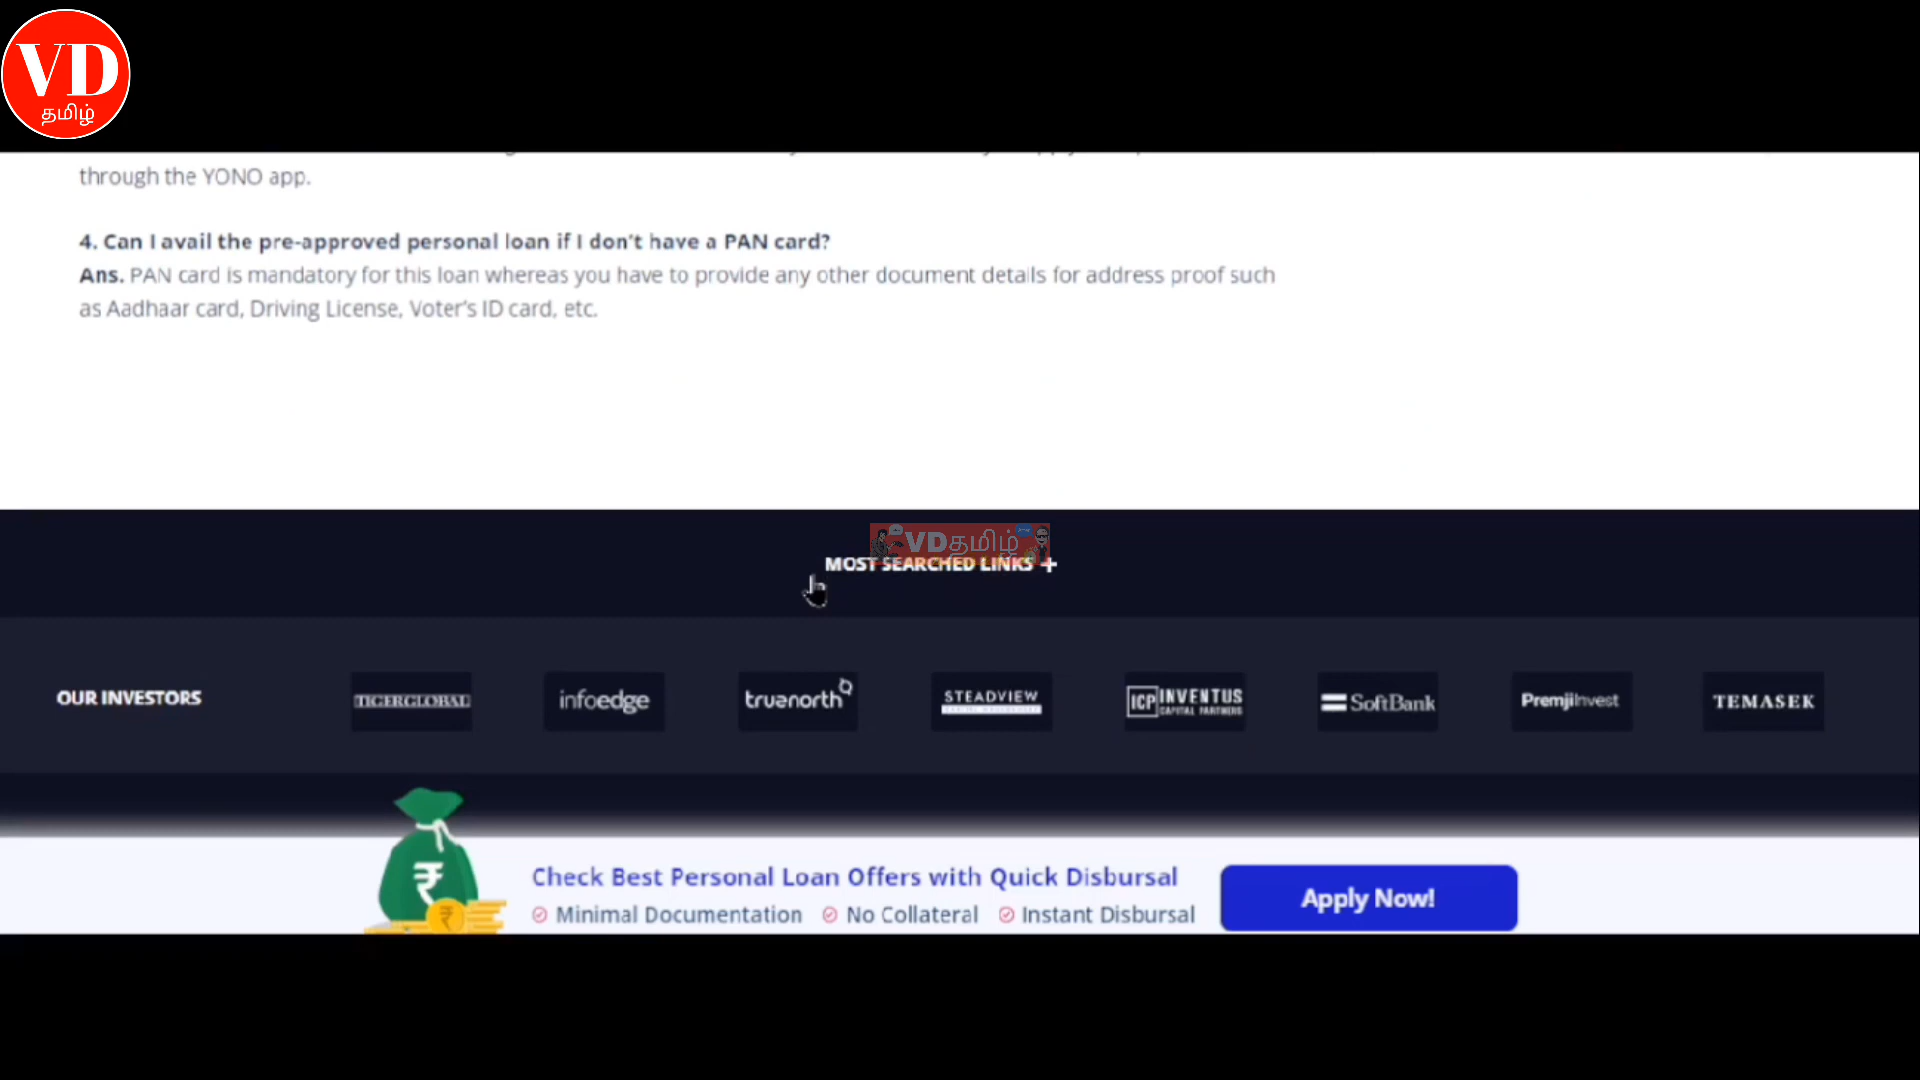 VD
தமிழ்
through the YONO app.
4. Can I avail the pre-approved personal loan if I don't have a PAN card?
Ans. PAN card is mandatory for this loan whereas you have to provide any other document details for address proof such
as Aadhaar card, Driving License, Voter's ID card, etc.
VDதமிழ்
MOST SEARCHED LINKS +
OUR INVESTORS
TIGERGLOBAL
infoedge
truenorth
STEADVIEW
ICP INVENTUS
CAPITAL PARTNERS
SoftBank
PremjiInvest
TEMASEK
₹
₹
Check Best Personal Loan Offers with Quick Disbursal
Minimal Documentation No Collateral Instant Disbursal
Apply Now!